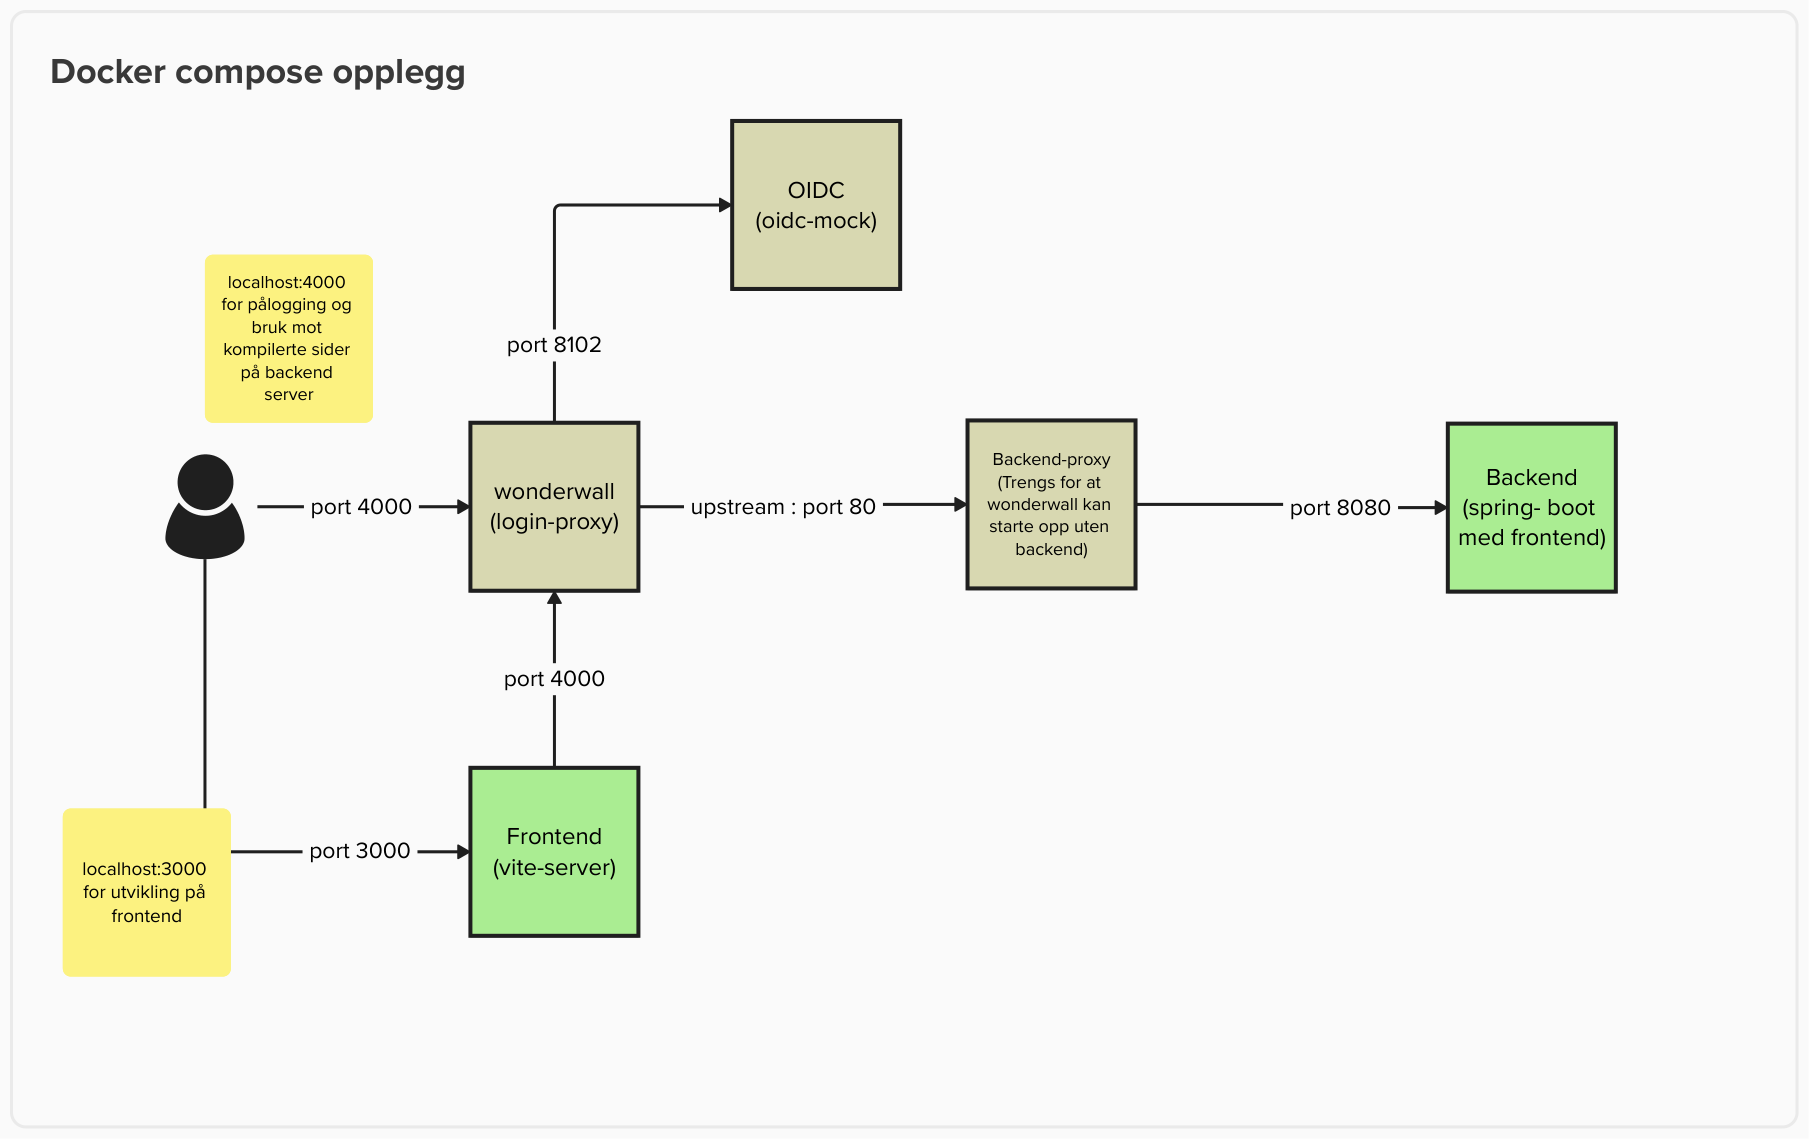 Docker compose opplegg
OIDC
(oidc-mock)
localhost:4000
for pålogging og
bruk mot
kompilerte sider
på backend
server
port 8102
port 4000
wonderwall
(login-proxy)
upstream : port 80
Backend-proxy
(Trengs for at
wonderwall kan
starte opp uten
backend)
port 8080
Backend
(spring- boot
med frontend)
port 4000
localhost:3000
for utvikling på
frontend
port 3000
Frontend
(vite-server)